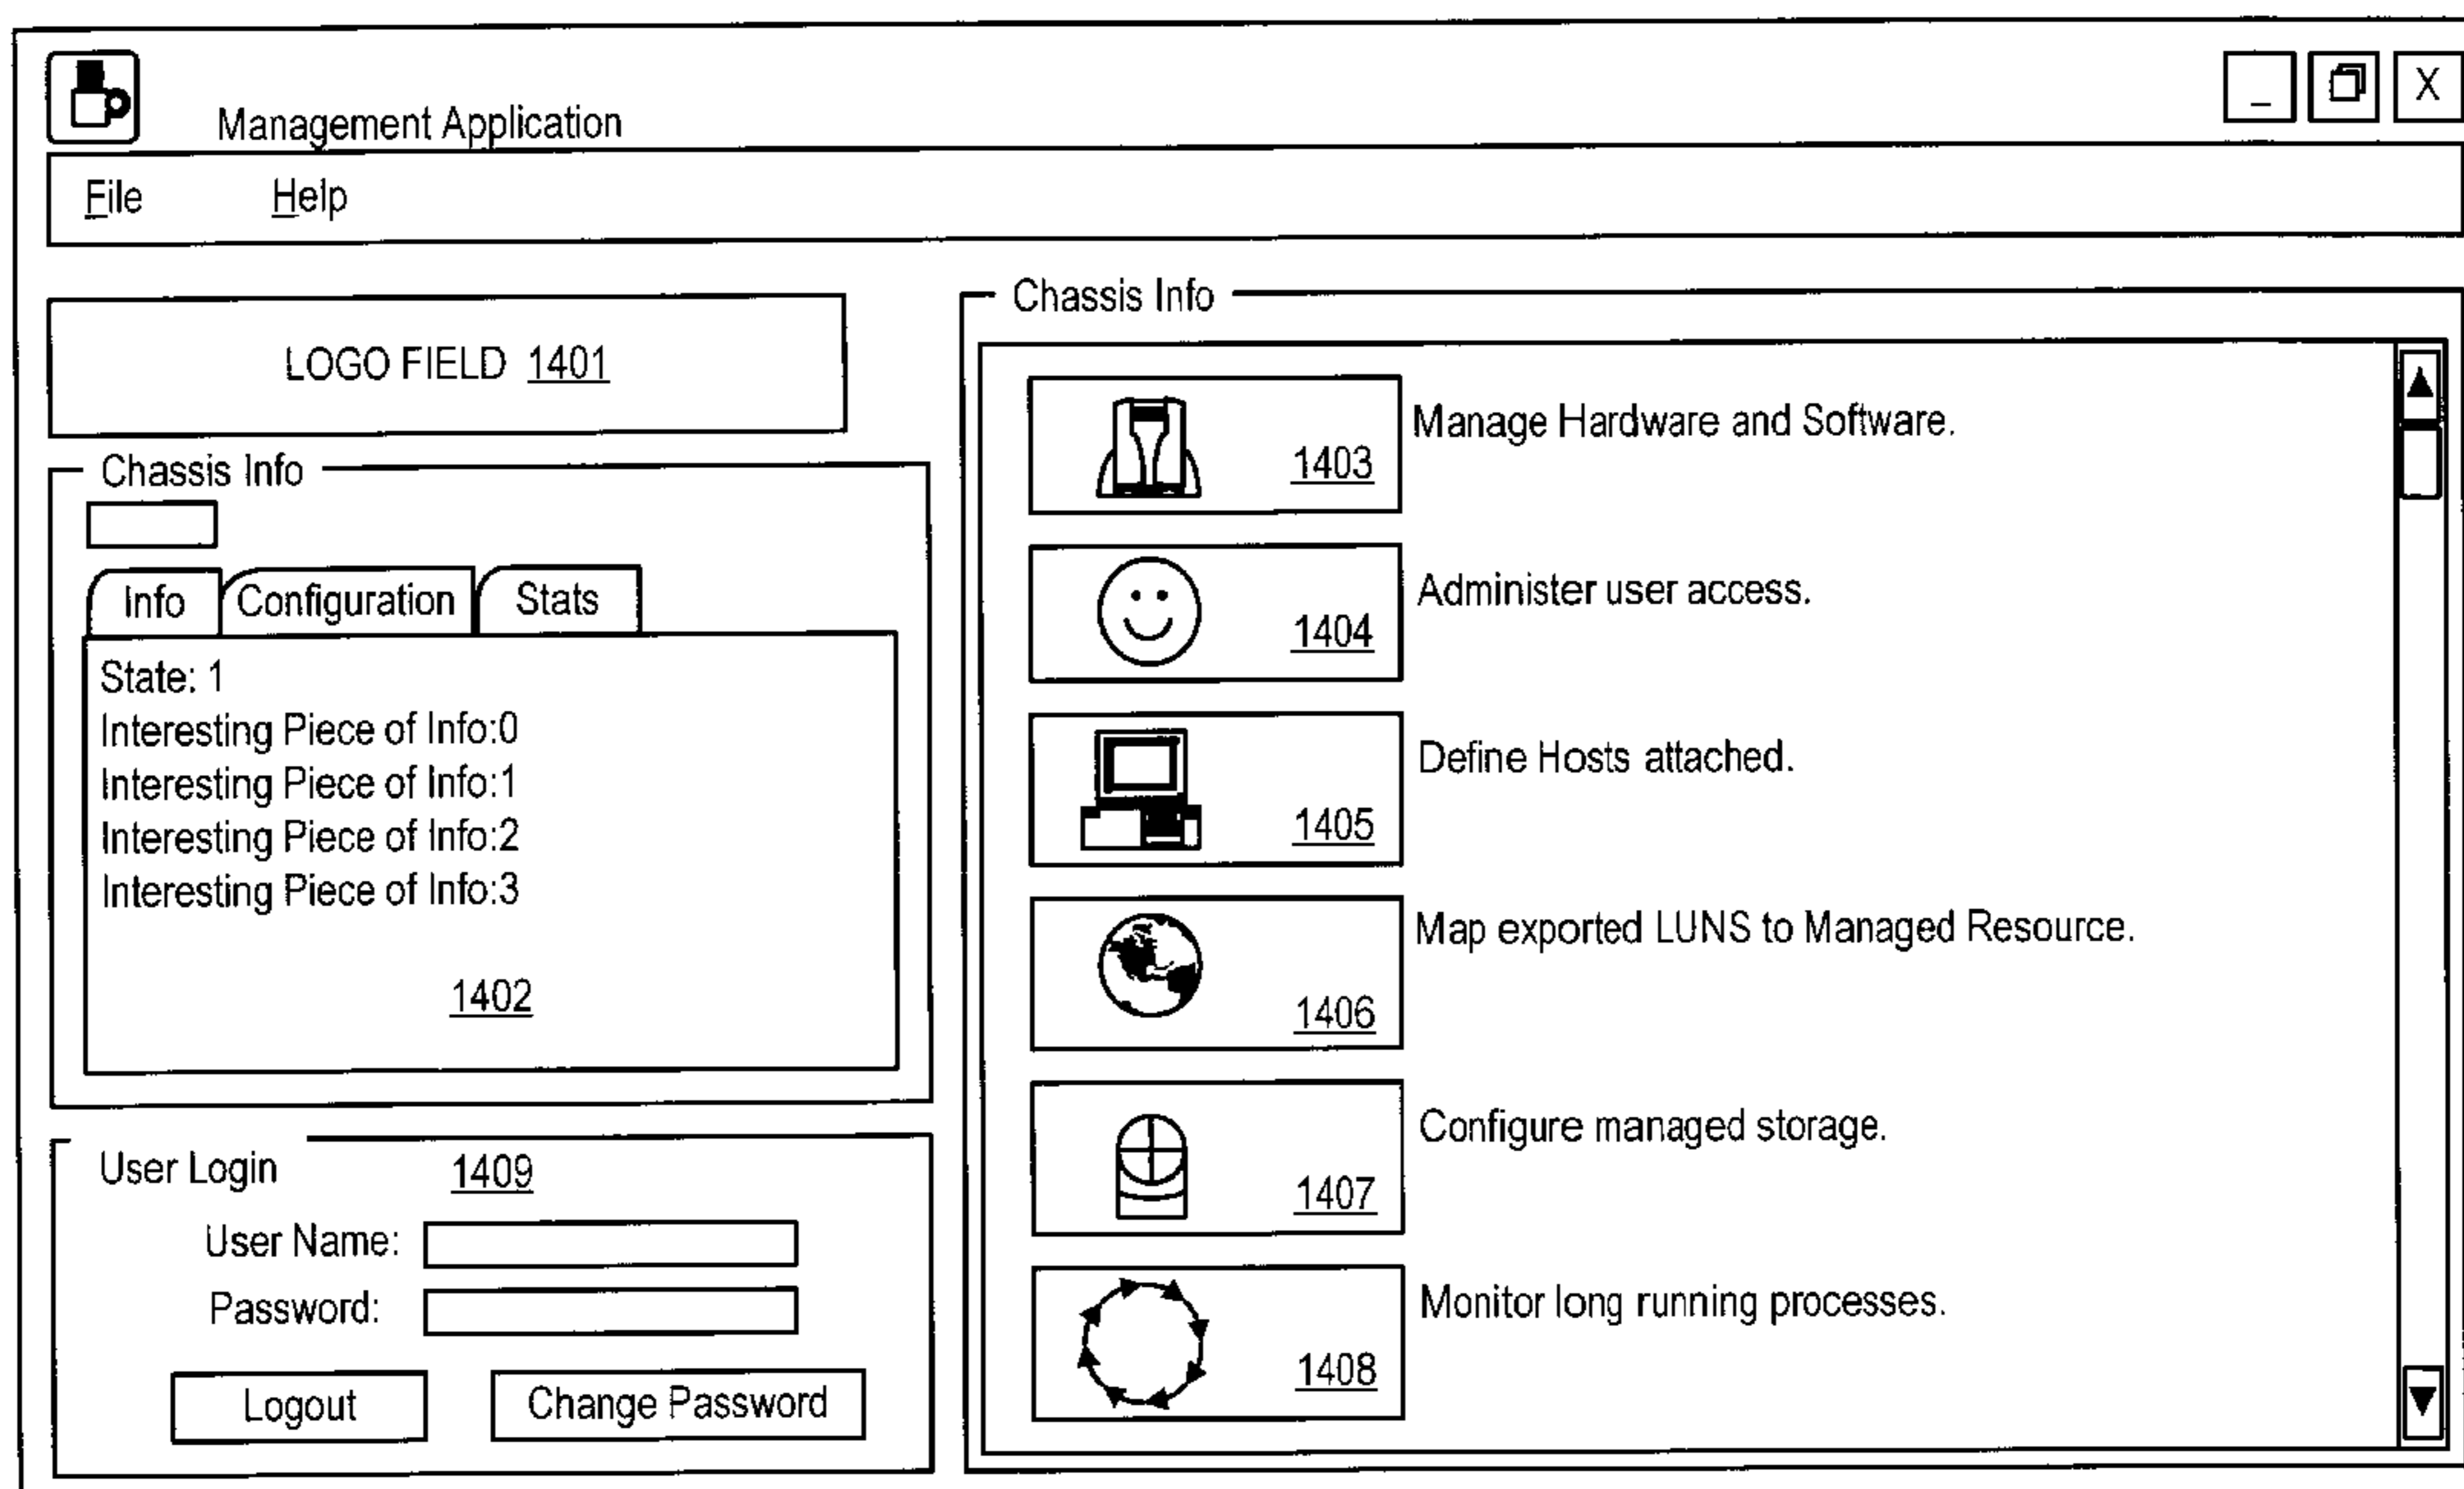 Management Application
_ X
File Help
LOGO FIELD 1401
Chassis Info
Info Configuration Stats
State: 1
Interesting Piece of Info:0
Interesting Piece of Info:1
Interesting Piece of Info:2
Interesting Piece of Info:3
1402
User Login 1409
User Name:
Password:
Logout Change Password
Chassis Info
Manage Hardware and Software.
1403
Administer user access.
1404
Define Hosts attached.
1405
Map exported LUNS to Managed Resource.
1406
Configure managed storage.
1407
Monitor long running processes.
1408